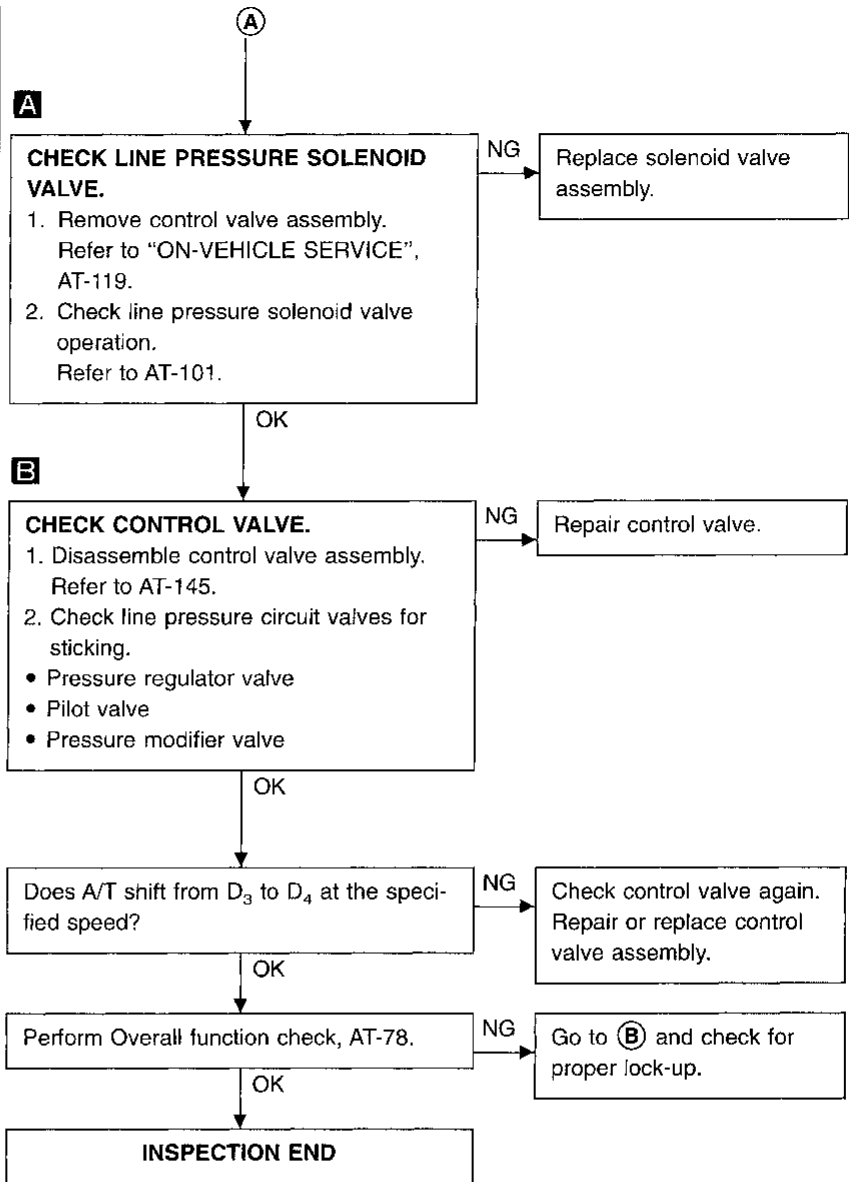 A
A
CHECK LINE PRESSURE SOLENOID
VALVE.
1. Remove control valve assembly.
Refer to “ON-VEHICLE SERVICE”,
AT-119.
2. Check line pressure solenoid valve
operation.
Refer to AT-101.
NG
Replace solenoid valve
assembly.
OK
B
CHECK CONTROL VALVE.
1. Disassemble control valve assembly.
Refer to AT-145.
2. Check line pressure circuit valves for
sticking.
• Pressure regulator valve
• Pilot valve
• Pressure modifier valve
NG
Repair control valve.
OK
Does A/T shift from D₃ to D₄ at the speci-
fied speed?
NG
Check control valve again.
Repair or replace control
valve assembly.
OK
Perform Overall function check, AT-78.
NG
Go to B and check for
proper lock-up.
OK
INSPECTION END